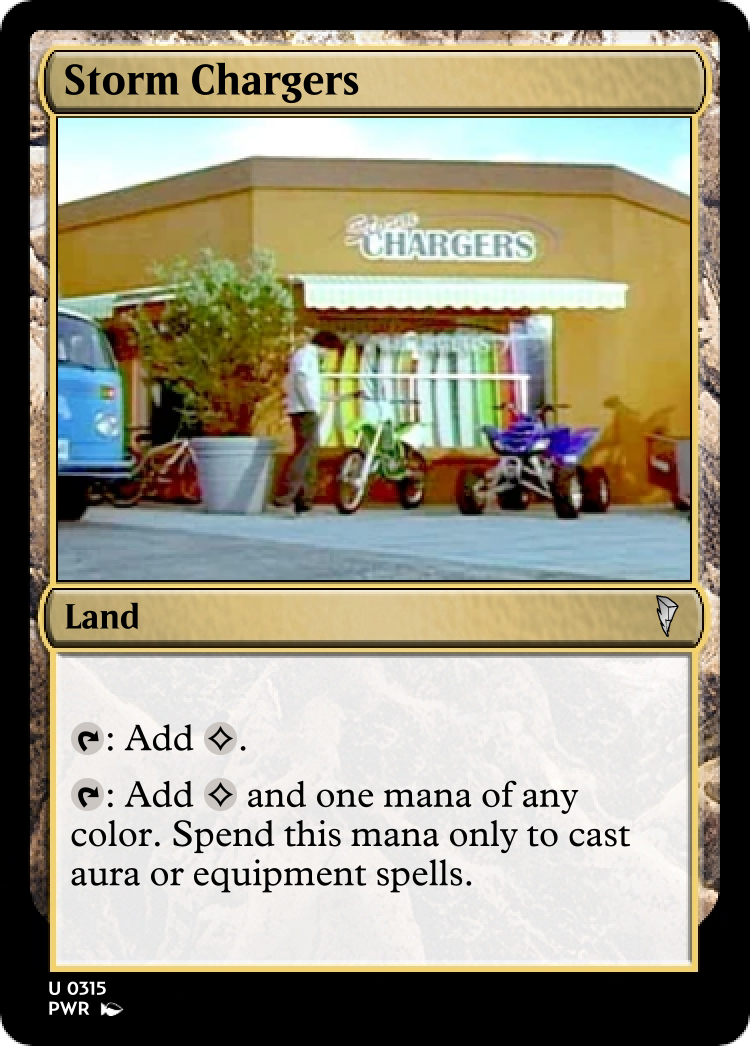 Storm Chargers
Storm
CHARGERS
Land
: Add .
: Add and one mana of any
color. Spend this mana only to cast
aura or equipment spells.
U 0315
PWR